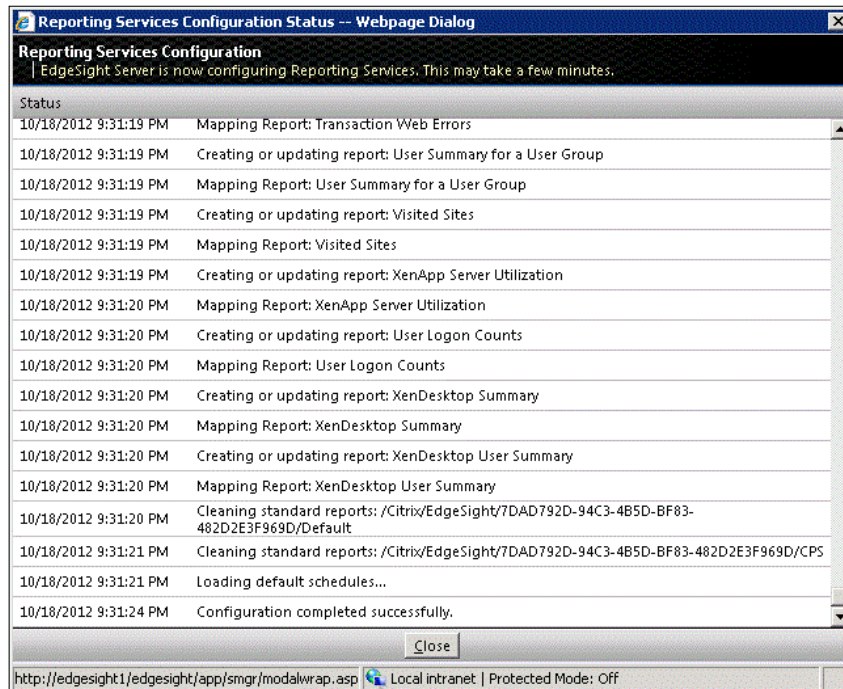 Reporting Services Configuration Status -- Webpage Dialog
Reporting Services Configuration
EdgeSight Server is now configuring Reporting Services. This may take a few minutes.
Status
10/18/2012 9:31:19 PM Mapping Report: Transaction Web Errors
10/18/2012 9:31:19 PM Creating or updating report: User Summary for a User Group
10/18/2012 9:31:19 PM Mapping Report: User Summary for a User Group
10/18/2012 9:31:19 PM Creating or updating report: Visited Sites
10/18/2012 9:31:19 PM Mapping Report: Visited Sites
10/18/2012 9:31:19 PM Creating or updating report: XenApp Server Utilization
10/18/2012 9:31:20 PM Mapping Report: XenApp Server Utilization
10/18/2012 9:31:20 PM Creating or updating report: User Logon Counts
10/18/2012 9:31:20 PM Mapping Report: User Logon Counts
10/18/2012 9:31:20 PM Creating or updating report: XenDesktop Summary
10/18/2012 9:31:20 PM Mapping Report: XenDesktop Summary
10/18/2012 9:31:20 PM Creating or updating report: XenDesktop User Summary
10/18/2012 9:31:20 PM Mapping Report: XenDesktop User Summary
10/18/2012 9:31:20 PM Cleaning standard reports: /Citrix/EdgeSight/7DAD792D-94C3-4B5D-BF83-
482D2E3F969D/Default
10/18/2012 9:31:21 PM Cleaning standard reports: /Citrix/EdgeSight/7DAD792D-94C3-4B5D-BF83-482D2E3F969D/CPS
10/18/2012 9:31:21 PM Loading default schedules...
10/18/2012 9:31:24 PM Configuration completed successfully.
Close
http://edgesight1/edgesight/app/smgr/modalwrap.asp Local intranet | Protected Mode: Off